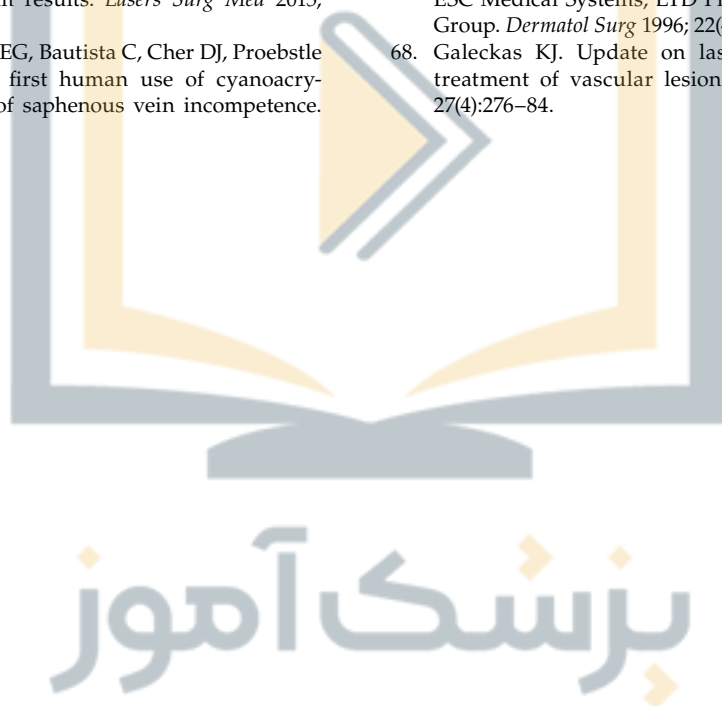 m results. Lasers Surg Med 2015;
EG, Bautista C, Cher DJ, Proebstle
first human use of cyanoacry-
of saphenous vein incompetence.
ESC Medical Systems, LTD
Group. Dermatol Surg 1996; 22(
68. Galeckas KJ. Update on las
treatment of vascular lesion
27(4):276–84.
پزشک آموز